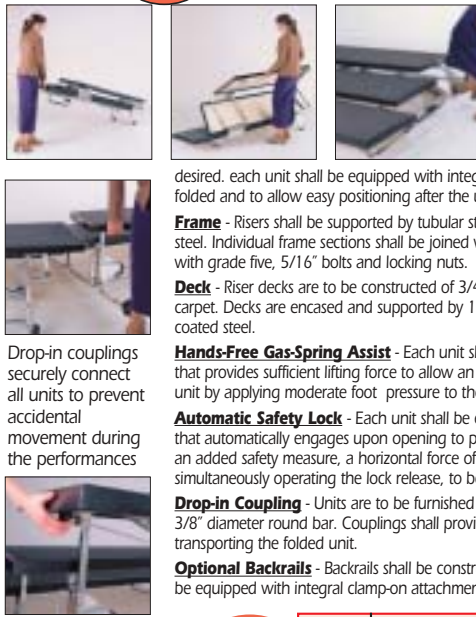 desired. each unit shall be equipped with integ
folded and to allow easy positioning after the u
Frame - Risers shall be supported by tubular st
steel. Individual frame sections shall be joined w
with grade five, 5/16" bolts and locking nuts.
Deck - Riser decks are to be constructed of 3/4
carpet. Decks are encased and supported by 1
coated steel.
Hands-Free Gas-Spring Assist - Each unit sh
that provides sufficient lifting force to allow an
unit by applying moderate foot pressure to the
Automatic Safety Lock - Each unit shall be e
that automatically engages upon opening to p
an added safety measure, a horizontal force of
simultaneously operating the lock release, to be
Drop-in Coupling - Units are to be furnished
3/8" diameter round bar. Couplings shall provi
transporting the folded unit.
Optional Backrails - Backrails shall be constru
be equipped with integral clamp-on attachmen
Drop-in couplings
securely connect
all units to prevent
accidental
movement during
the performances